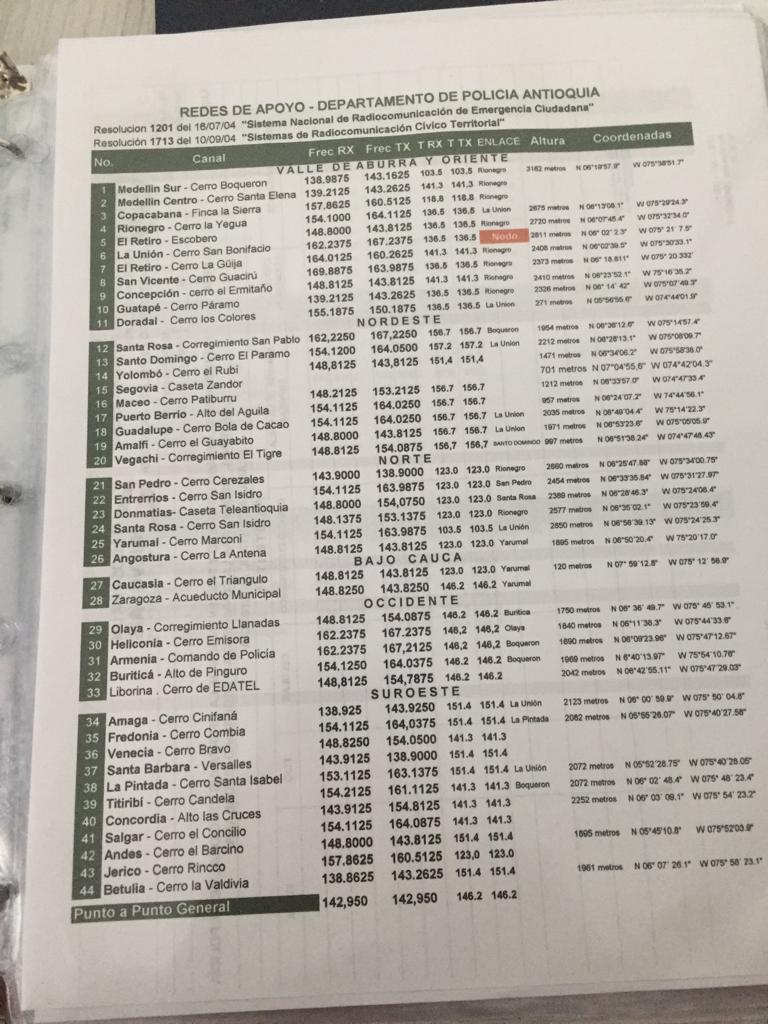 REDES DE APOYO - DEPARTAMENTO DE POLICIA ANTIOQUIA
Resolucion 1201 del 16/07/04 "Sistema Nacional de Radiocomunicación de Emergencia Ciudadana"
Resolución 1713 del 10/09/04 "Sistemas de Radiocomunicación Cívico Territorial"
No. Canal Frec RX Frec TX T RX T TX ENLACE Altura Coordenadas
VALLE DE ABURRA Y ORIENTE
1 Medellin Sur - Cerro Boqueron 138.9875 143.1625 103.5 103.5 Rionegro 3162 metros N 06°19'57.9" W 075°38'51.7"
2 Medellin Centro - Cerro Santa Elena 139.2125 143.2625 141.3 141.3 Rionegro
3 Copacabana - Finca la Sierra 157.8625 160.5125 118.8 118.8 Rionegro
4 Rionegro - Cerro la Yegua 154.1000 164.1125 136.5 136.5 La Union 2675 metros N 06°13'08.1" W 075°29'24.3"
5 El Retiro - Escobero 148.8000 143.8125 136.5 136.5 Rionegro 2720 metros N 06°07'45.4" W 075°32'34.0"
6 La Unión - Cerro San Bonifacio 162.2375 167.2375 136.5 136.5 Nodo 2811 metros N 06° 02' 2.3" W 075° 21' 7.5"
7 El Retiro - Cerro La Güija 164.0125 160.2625 141.3 141.3 Rionegro 2408 metros N 06°02'39.5" W 075°30'33.1"
8 San Vicente - Cerro Guacirú 169.8875 163.9875 136.5 136.5 Rionegro 2373 metros N 06° 18.811" W 075° 20.332'
9 Concepción - cerro el Ermitaño 148.8125 143.8125 141.3 141.3 Rionegro 2410 metros N 06°23'52.1" W 75°16'35.2"
10 Guatapé - Cerro Páramo 139.2125 143.2625 136.5 136.5 Rionegro 2326 metros N 06° 14' 42" W 075°07'49.3"
11 Doradal - Cerro los Colores 155.1875 150.1875 136.5 136.5 La Union 271 metros N 05°56'55.6" W 074°44'01.9"
NORDESTE
12 Santa Rosa - Corregimiento San Pablo 162,2250 167,2250 156.7 156.7 Boqueron 1954 metros N 06°36'12.6" W 075°14'57.4"
13 Santo Domingo - Cerro El Paramo 154.1200 164.0500 157.2 157.2 La Union 2212 metros N 06°28'13.1" W 075°08'09.7"
14 Yolombó - Cerro el Rubí 148,8125 143,8125 151,4 151,4 1471 metros N 06°34'06.2" W 075°58'38.0"
15 Segovia - Caseta Zandor 701 metros N 07°04'55,6" W 074°42'04.3"
16 Maceo - Cerro Patiburru 148.2125 153.2125 156.7 156.7 1212 metros N 06°33'57.0" W 074°47'33.4"
17 Puerto Berrio - Alto del Aguila 154.1125 164.0250 156.7 156.7 957 metros N 06°24'07.2" W 74°44'56.1"
18 Guadalupe - Cerro Bola de Cacao 154.1125 164.0250 156.7 156.7 La Union 2035 metros N 06°49'04.4" W 75°14'22.3"
19 Amalfi - Cerro el Guayabito 148.8000 143.8125 156.7 156.7 La Union 1971 metros N 06°53'23.6" W 075°05'05.9"
20 Vegachi - Corregimiento El Tigre 148.8125 154.0875 156,7 156.7 SANTO DOMINGO 997 metros N 06°51'38.24" W 074°47'48.43"
NORTE
21 San Pedro - Cerro Cerezales 143.9000 138.9000 123.0 123.0 Rionegro 2660 metros N 06°25'47.88" W 075°34'00.75"
22 Entrerrios - Cerro San Isidro 154.1125 163.9875 123.0 123.0 San Pedro 2454 metros N 06°33'35.84" W 075°31'27.97"
23 Donmatias- Caseta Teleantioquia 148.8000 154,0750 123.0 123.0 Santa Rosa 2389 metros N 06°28'46.3" W 075°24'06.4"
24 Santa Rosa - Cerro San Isidro 148.1375 153.1375 123.0 123.0 Rionegro 2577 metros N 06°35'02.1" W 075°23'59.4"
25 Yarumal - Cerro Marconi 154.1125 163.9875 103.5 103.5 La Unión 2850 metros N 06°58'39.13" W 075°24'25.3"
26 Angostura - Cerro La Antena 148.8125 143.8125 123.0 123.0 Yarumal 1895 metros N 06°50'20.4" W 75°20'17.0"
BAJO CAUCA
27 Caucasia - Cerro el Triangulo 148.8125 143.8125 123.0 123.0 Yarumal 120 metros N 07° 59'12.8" W 075° 12' 56.9"
28 Zaragoza - Acueducto Municipal 148.8250 143.8250 146.2 146.2 Yarumal
OCCIDENTE
29 Olaya - Corregimiento Llanadas 148.8125 154.0875 146.2 146.2 Buritica 1750 metros N 06° 36' 49.7" W 075° 45' 53.1"
30 Heliconia - Cerro Emisora 162.2375 167.2375 146,2 146,2 Olaya 1840 metros N 06°11'38.3" W 075°44'33.6"
31 Armenia - Comando de Policía 162.2375 167,2125 146,2 146,2 Boqueron 1690 metros N 06°09'23.96" W 075°47'12.67"
32 Buriticá - Alto de Pinguro 154.1250 164.0375 146.2 146.2 Boqueron 1969 metros N 6°40'13.97" W 75°54'10.76"
33 Liborina . Cerro de EDATEL 148,8125 154,7875 146.2 146.2 2042 metros N 06°42'55.11" W 075°47'29.03"
SUROESTE
34 Amaga - Cerro Cinifaná 138.925 143.9250 151.4 151.4 La Unión 2123 metros N 06° 00' 59.9" W 075° 50' 04.8"
35 Fredonia - Cerro Combia 154.1125 164,0375 151.4 151.4 La Pintada 2082 metros N 05°55'26.07" W 075°40'27.58"
36 Venecia - Cerro Bravo 148.8250 154.0500 141.3 141.3
37 Santa Barbara - Versalles 143.9125 138.9000 151.4 151.4
38 La Pintada - Cerro Santa Isabel 153.1125 163.1375 151.4 151.4 La Unión 2072 metros N 05°52'28.75" W 075°40'28.05"
39 Titiribí - Cerro Candela 154.2125 161.1125 141.3 141.3 Boqueron 2072 metros N 06° 02' 48.4" W 075° 48' 23.4"
40 Concordia - Alto las Cruces 143.9125 154.8125 141.3 141.3 2252 metros N 06° 03' 09.1" W 075° 54' 23.2"
41 Salgar - Cerro el Concilio 154.1125 164.0875 141.3 141.3
42 Andes - Cerro el Barcino 148.8000 143.8125 151.4 151.4 1895 metros N 05°45'10.8" W 075°52'03.9"
43 Jerico - Cerro Rincco 157.8625 160.5125 123,0 123.0
44 Betulia - Cerro la Valdivia 138.8625 143.2625 151.4 151.4 1961 metros N 06° 07' 26.1" W 075° 58' 23.1"
Punto a Punto General 142,950 142,950 146.2 146.2